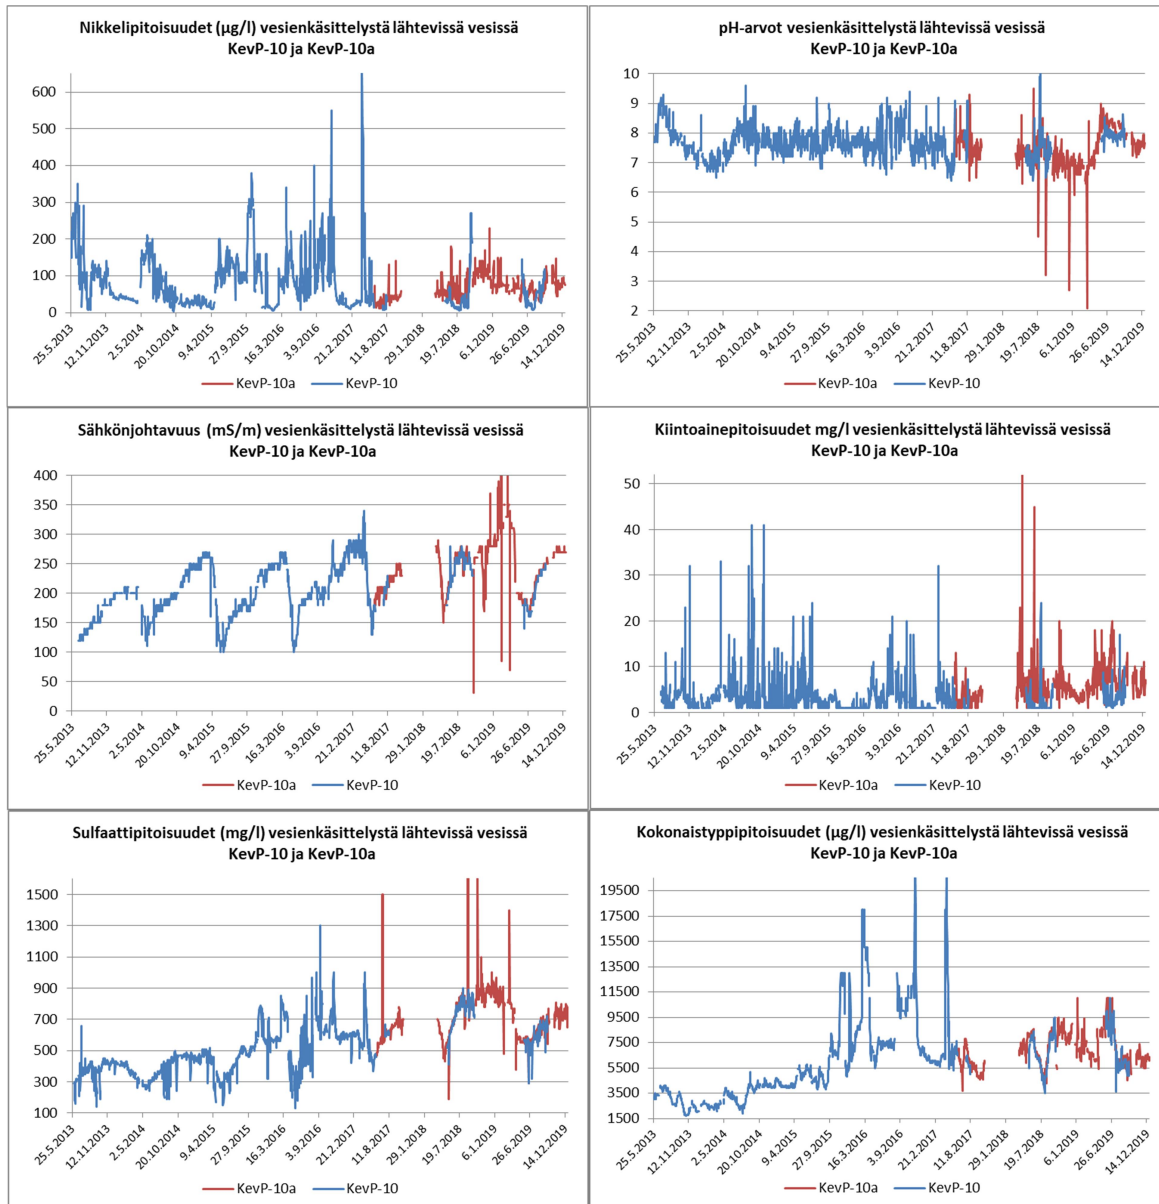 Nikkelipitoisuudet (µg/l) vesienkäsittelystä lähtevissä vesissä
KevP-10 ja KevP-10a
600
500
400
300
200
100
0
25.5.2013 12.11.2013 2.5.2014 20.10.2014 9.4.2015 27.9.2015 16.3.2016 3.9.2016 21.2.2017 11.8.2017 29.1.2018 19.7.2018 6.1.2019 26.6.2019 14.12.2019
KevP-10a KevP-10
pH-arvot vesienkäsittelystä lähtevissä vesissä
KevP-10 ja KevP-10a
10
9
8
7
6
5
4
3
2
25.5.2013 12.11.2013 2.5.2014 20.10.2014 9.4.2015 27.9.2015 16.3.2016 3.9.2016 21.2.2017 11.8.2017 29.1.2018 19.7.2018 6.1.2019 26.6.2019 14.12.2019
KevP-10a KevP-10
Sähkönjohtavuus (mS/m) vesienkäsittelystä lähtevissä vesissä
KevP-10 ja KevP-10a
400
350
300
250
200
150
100
50
0
25.5.2013 12.11.2013 2.5.2014 20.10.2014 9.4.2015 27.9.2015 16.3.2016 3.9.2016 21.2.2017 11.8.2017 29.1.2018 19.7.2018 6.1.2019 26.6.2019 14.12.2019
KevP-10a KevP-10
Kiintoainepitoisuudet mg/l vesienkäsittelystä lähtevissä vesissä
KevP-10 ja KevP-10a
50
40
30
20
10
0
25.5.2013 12.11.2013 2.5.2014 20.10.2014 9.4.2015 27.9.2015 16.3.2016 3.9.2016 21.2.2017 11.8.2017 29.1.2018 19.7.2018 6.1.2019 26.6.2019 14.12.2019
KevP-10a KevP-10
Sulfaattipitoisuudet (mg/l) vesienkäsittelystä lähtevissä vesissä
KevP-10 ja KevP-10a
1500
1300
1100
900
700
500
300
100
25.5.2013 12.11.2013 2.5.2014 20.10.2014 9.4.2015 27.9.2015 16.3.2016 3.9.2016 21.2.2017 11.8.2017 29.1.2018 19.7.2018 6.1.2019 26.6.2019 14.12.2019
KevP-10a KevP-10
Kokonaistyppipitoisuudet (µg/l) vesienkäsittelystä lähtevissä vesissä
KevP-10 ja KevP-10a
19500
17500
15500
13500
11500
9500
7500
5500
3500
1500
25.5.2013 12.11.2013 2.5.2014 20.10.2014 9.4.2015 27.9.2015 16.3.2016 3.9.2016 21.2.2017 11.8.2017 29.1.2018 19.7.2018 6.1.2019 26.6.2019 14.12.2019
KevP-10a KevP-10